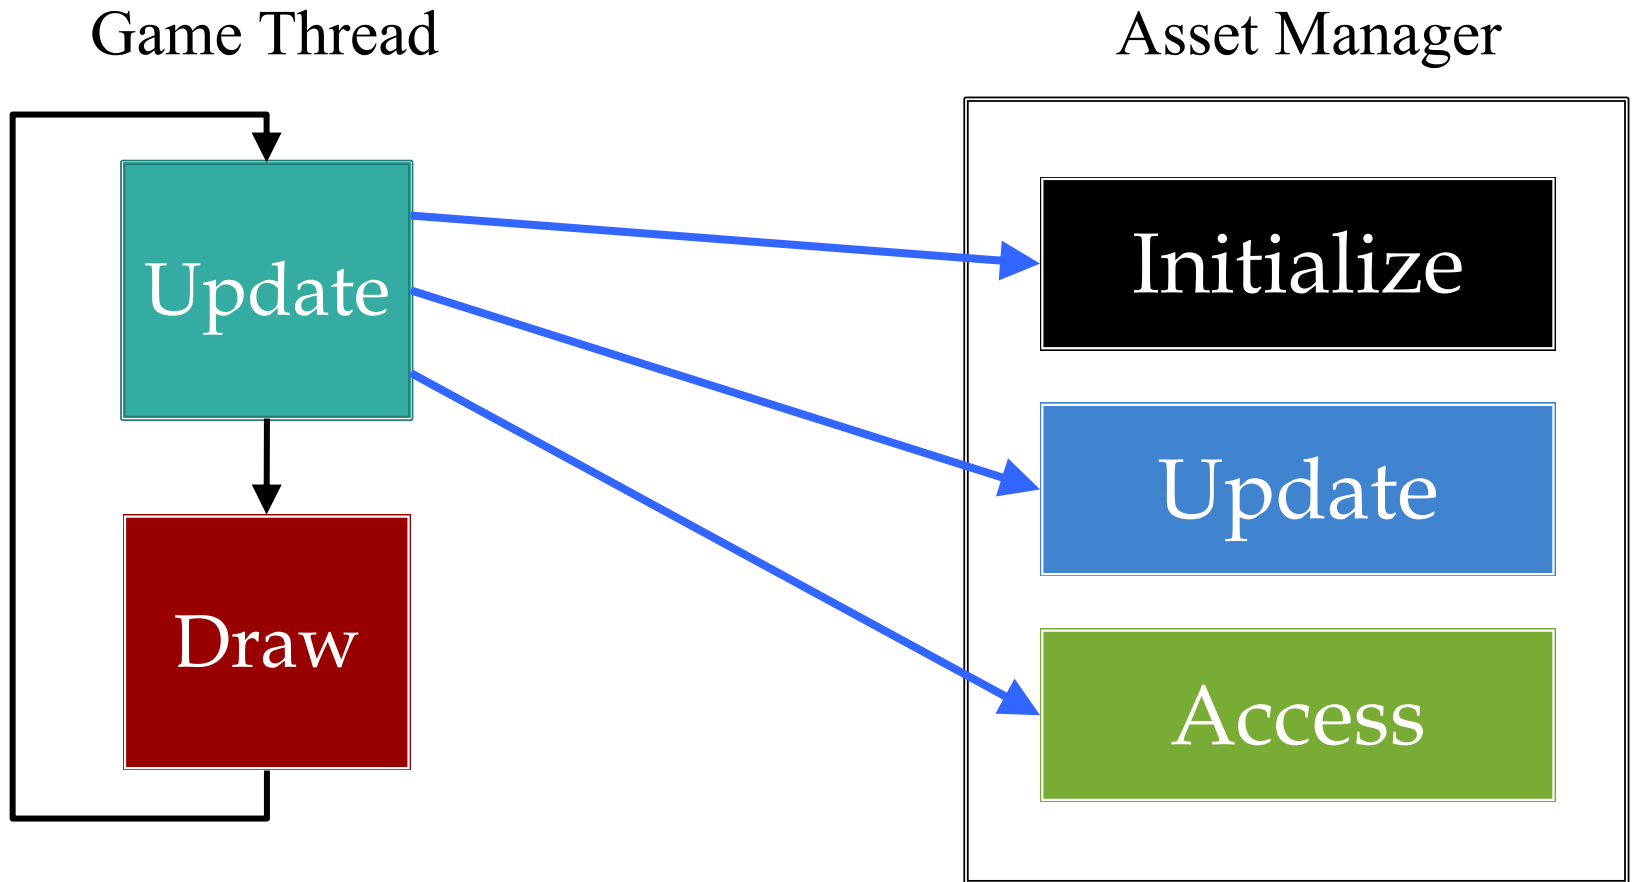 Game Thread
Asset Manager
Update
Initialize
Update
Draw
Access